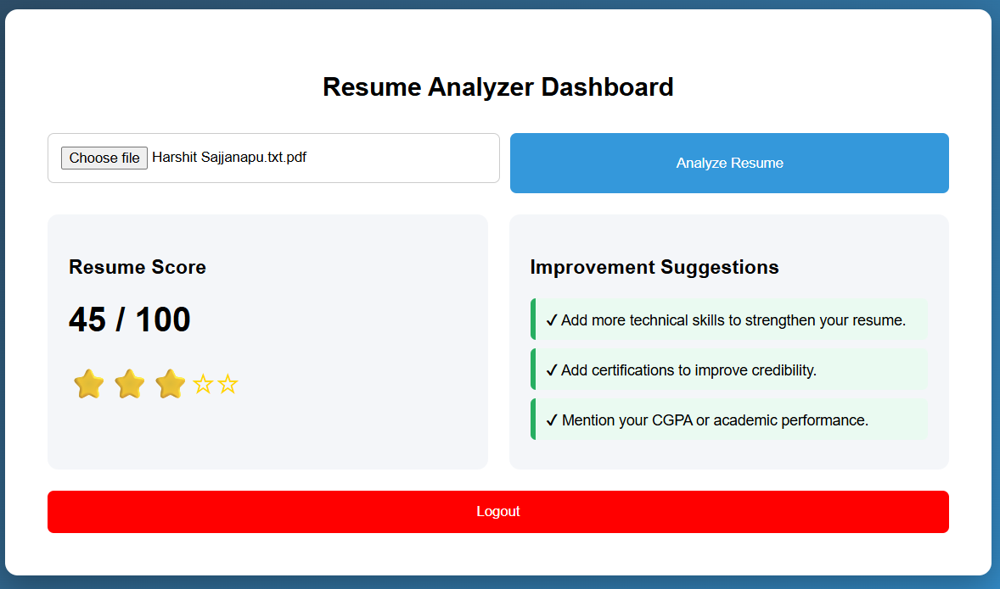 Resume Analyzer Dashboard
Choose file Harshit Sajjanapu.txt.pdf
Analyze Resume
Resume Score
45 / 100
⭐⭐⭐☆☆
Improvement Suggestions
✔ Add more technical skills to strengthen your resume.
✔ Add certifications to improve credibility.
✔ Mention your CGPA or academic performance.
Logout